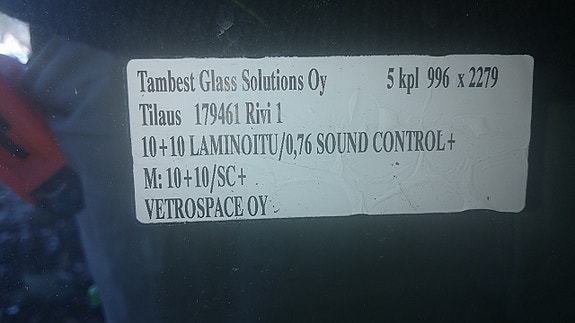 Tambest Glass Solutions Oy 5 kpl 996 x 2279
Tilaus 179461 Rivi 1
10+10 LAMINOITU/0,76 SOUND CONTROL+
M: 10+10/SC+
VETROSPACE OY